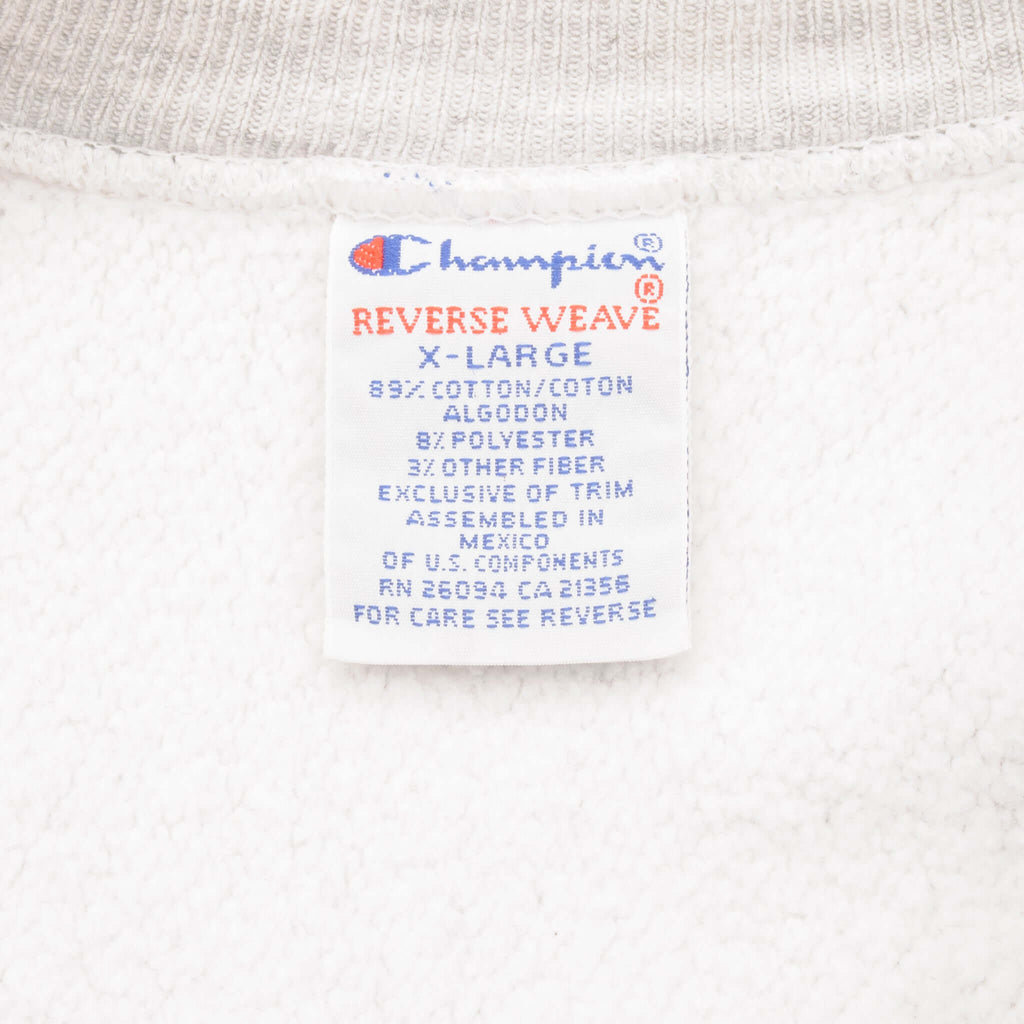 Champion®
REVERSE WEAVE®
X-LARGE
89% COTTON/COTON
ALGODON
8% POLYESTER
3% OTHER FIBER
EXCLUSIVE OF TRIM
ASSEMBLED IN
MEXICO
OF U.S. COMPONENTS
RN 26094 CA 21356
FOR CARE SEE REVERSE